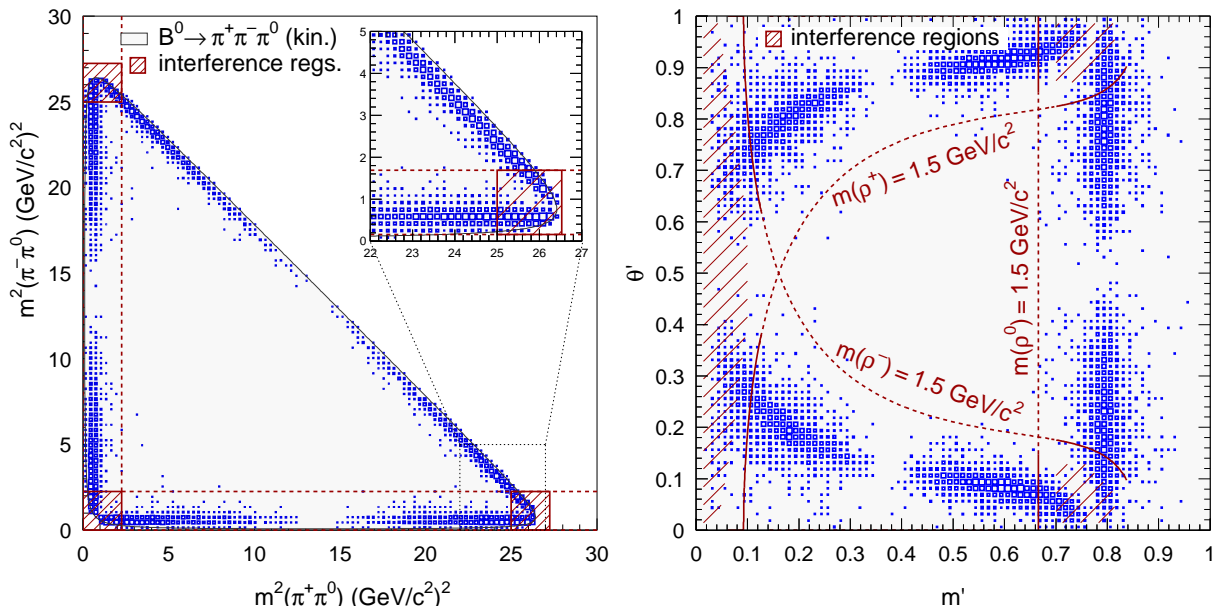 30
25
20
15
10
5
0
m²(π⁻π⁰) (GeV/c²)²
B⁰→π⁺π⁻π⁰ (kin.)
interference regs.
5
4
3
2
1
0
22 23 24 25 26 27
0 5 10 15 20 25 30
m²(π⁺π⁰) (GeV/c²)²
1
0.9
0.8
0.7
0.6
0.5
0.4
0.3
0.2
0.1
0
θ'
interference regions
m(ρ⁺) = 1.5 GeV/c²
m(ρ⁰) = 1.5 GeV/c²
m(ρ⁻) = 1.5 GeV/c²
0 0.1 0.2 0.3 0.4 0.5 0.6 0.7 0.8 0.9 1
m'